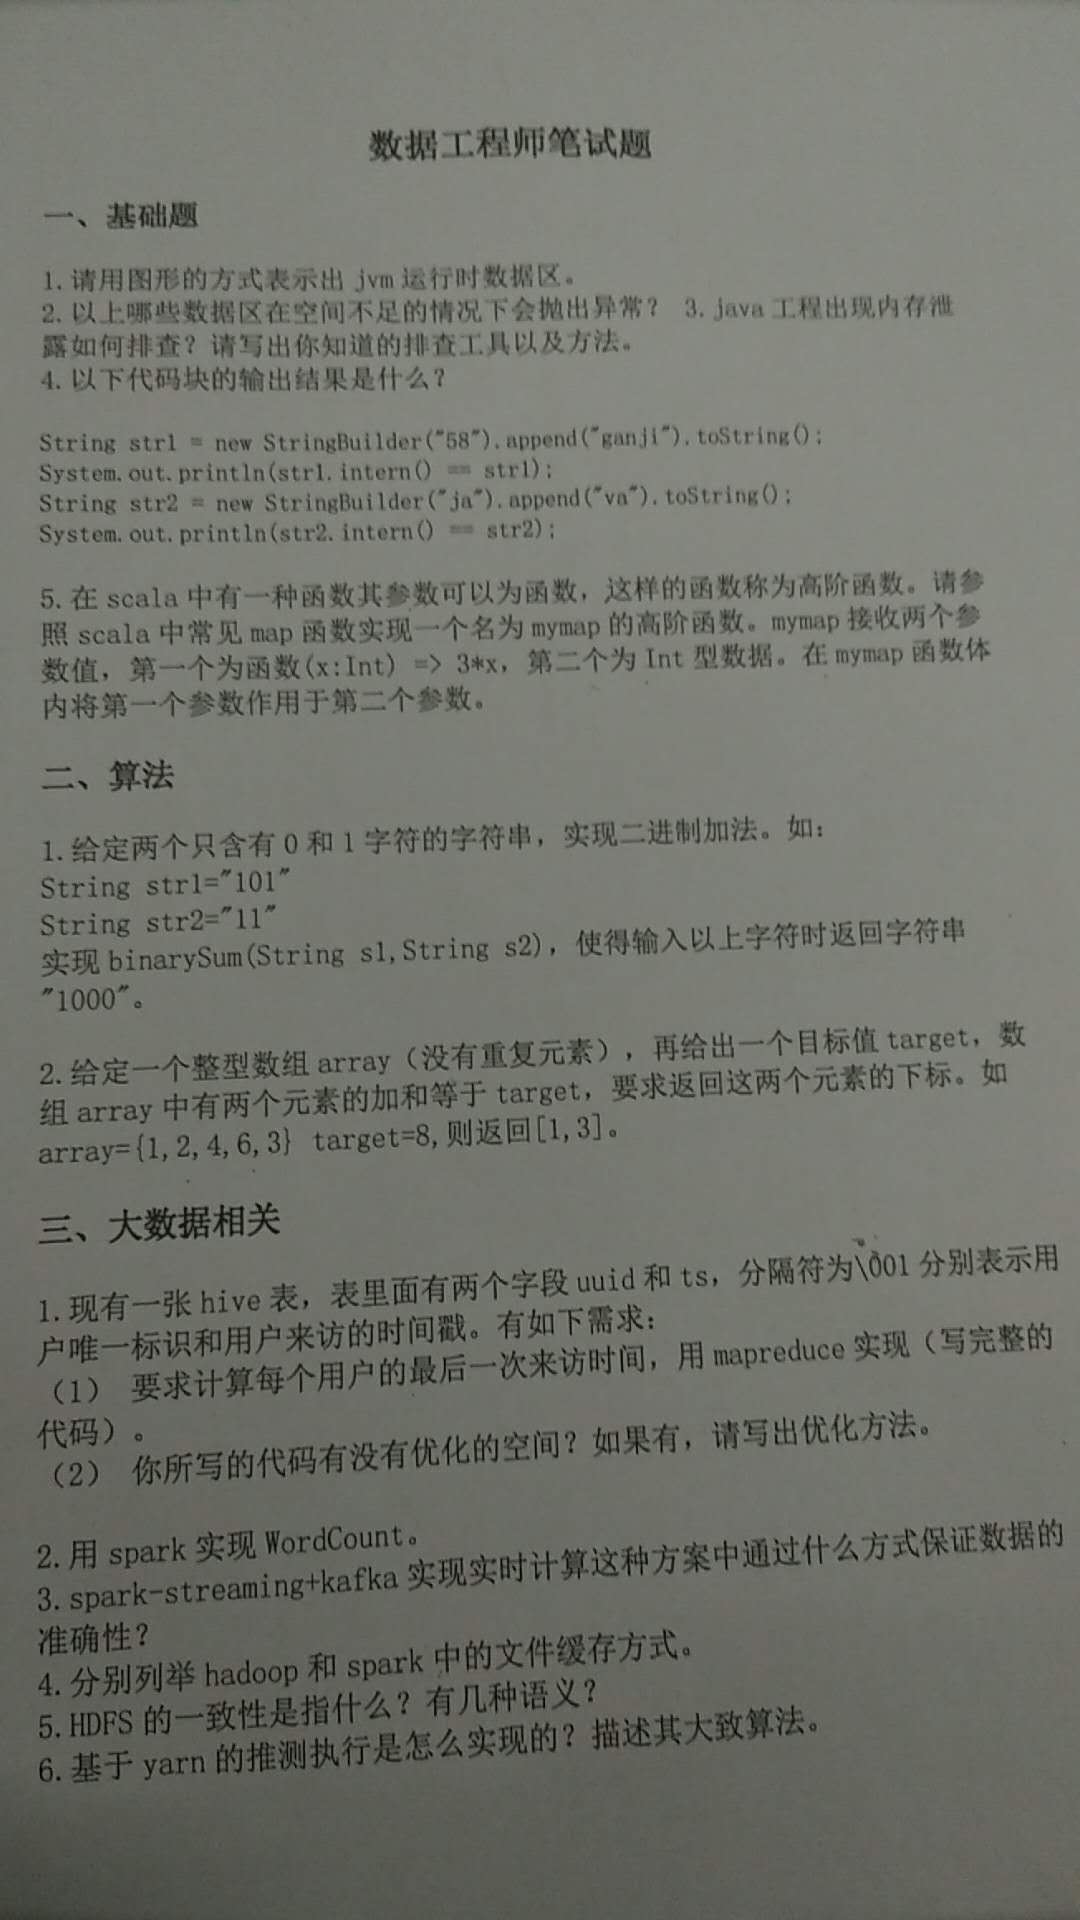 数据工程师笔试题
一、基础题
1.请用图形的方式表示出 jvm 运行时数据区。
2.以上哪些数据区在空间不足的情况下会抛出异常？ 3.java 工程出现内存泄
露如何排查？请写出你知道的排查工具以及方法。
4.以下代码块的输出结果是什么？
String str1 = new StringBuilder("58").append("ganji").toString();
System.out.println(str1.intern() == str1);
String str2 = new StringBuilder("ja").append("va").toString();
System.out.println(str2.intern() == str2);
5.在 scala 中有一种函数其参数可以为函数，这样的函数称为高阶函数。请参
照 scala 中常见 map 函数实现一个名为 mymap 的高阶函数。mymap 接收两个参
数值，第一个为函数(x:Int) => 3*x，第二个为 Int 型数据。在 mymap 函数体
内将第一个参数作用于第二个参数。
二、算法
1.给定两个只含有 0 和 1 字符的字符串，实现二进制加法。如：
String str1="101"
String str2="11"
实现 binarySum(String s1,String s2)，使得输入以上字符时返回字符串
"1000"。
2.给定一个整型数组 array（没有重复元素），再给出一个目标值 target，数
组 array 中有两个元素的加和等于 target，要求返回这两个元素的下标。如
array={1,2,4,6,3} target=8,则返回[1,3]。
三、大数据相关
1.现有一张 hive 表，表里面有两个字段 uuid 和 ts，分隔符为\001 分别表示用
户唯一标识和用户来访的时间戳。有如下需求：
（1） 要求计算每个用户的最后一次来访时间，用 mapreduce 实现（写完整的
代码）。
（2） 你所写的代码有没有优化的空间？如果有，请写出优化方法。
2.用 spark 实现 WordCount。
3.spark-streaming+kafka 实现实时计算这种方案中通过什么方式保证数据的
准确性？
4.分别列举 hadoop 和 spark 中的文件缓存方式。
5.HDFS 的一致性是指什么？有几种语义？
6.基于 yarn 的推测执行是怎么实现的？描述其大致算法。